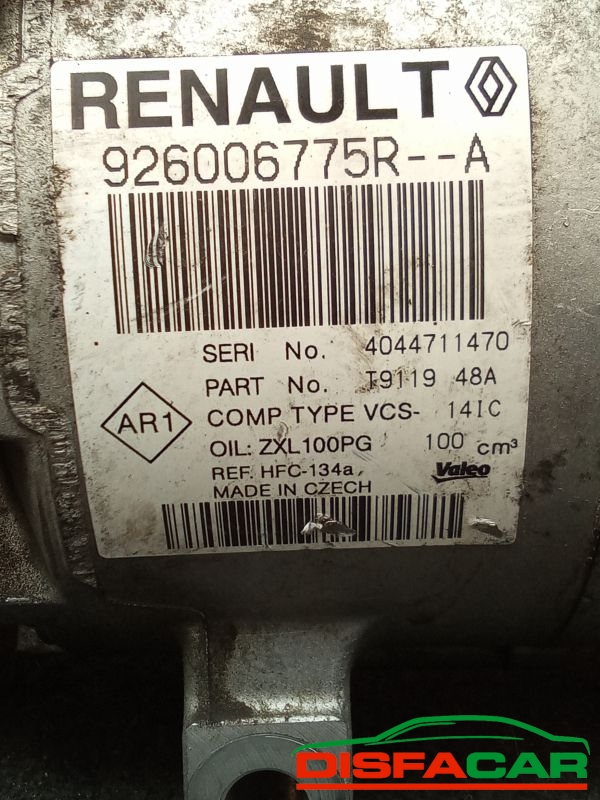 RENAULT
926006775R--A
SERI No. 4044711470
PART No. T9119 48A
AR1
COMP TYPE VCS- 14IC
OIL: ZXL100PG 100 cm³
REF. HFC-134a,
Valeo
MADE IN CZECH
DISFACAR